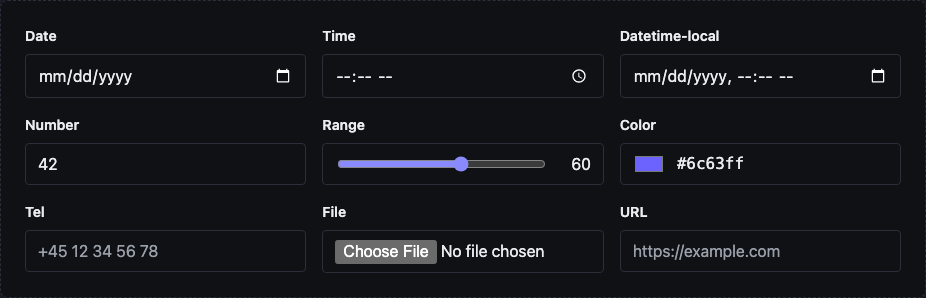 Date Time Datetime-local
mm/dd/yyyy --:-- -- mm/dd/yyyy, --:-- --
Number Range Color
42 60 #6c63ff
Tel File URL
+45 12 34 56 78 Choose File No file chosen https://example.com